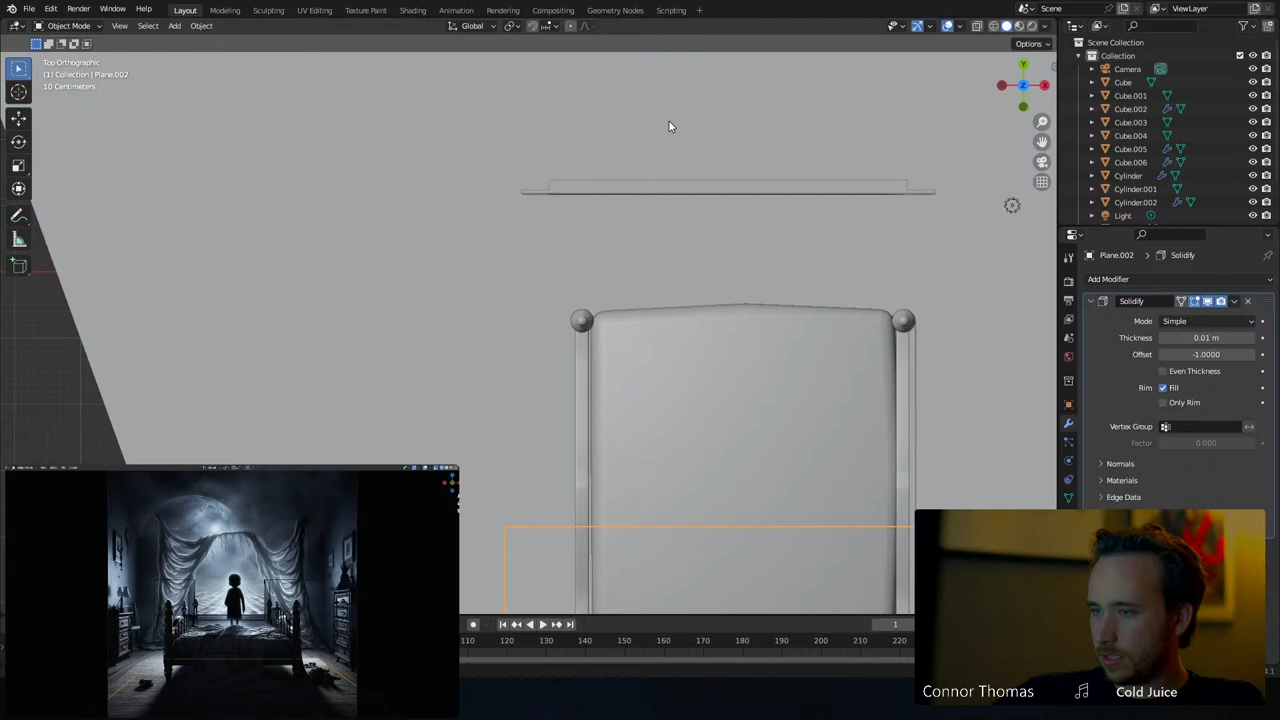 File Edit Render Window Help Layout Modeling Sculpting UV Editing Texture Paint Shading Animation Rendering Compositing Geometry Nodes Scripting + Scene ViewLayer
Object Mode View Select Add Object Global
Options
Top Orthographic
(1) Collection | Plane.002
10 Centimeters
Y
Z
X
Scene Collection
Collection
Camera
Cube
Cube.001
Cube.002
Cube.003
Cube.004
Cube.005
Cube.006
Cylinder
Cylinder.001
Cylinder.002
Light
Plane.002 > Solidify
Add Modifier
Solidify
Mode Simple
Thickness 0.01 m
Offset -1.0000
Even Thickness
Rim Fill
Only Rim
Vertex Group
Factor 0.000
Normals
Materials
Edge Data
1
110 120 130 140 150 160 170 180 190 200 210 220
Connor Thomas Cold Juice